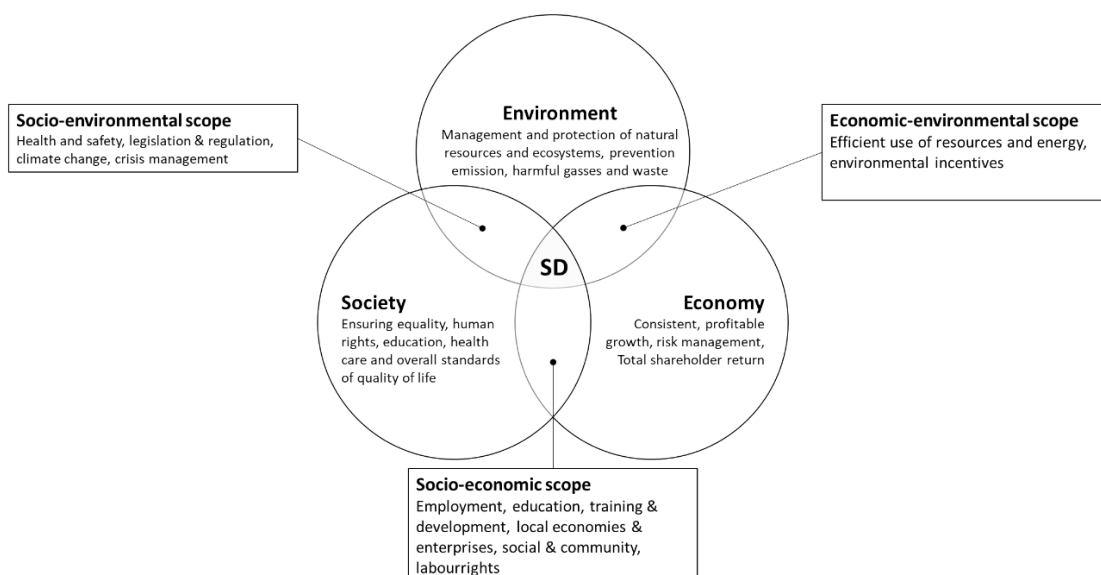 Environment
Management and protection of natural
resources and ecosystems, prevention
emission, harmful gasses and waste
Socio-environmental scope
Health and safety, legislation & regulation,
climate change, crisis management
Economic-environmental scope
Efficient use of resources and energy,
environmental incentives
SD
Society
Ensuring equality, human
rights, education, health
care and overall standards
of quality of life
Economy
Consistent, profitable
growth, risk management,
Total shareholder return
Socio-economic scope
Employment, education, training &
development, local economies &
enterprises, social & community,
labourrights